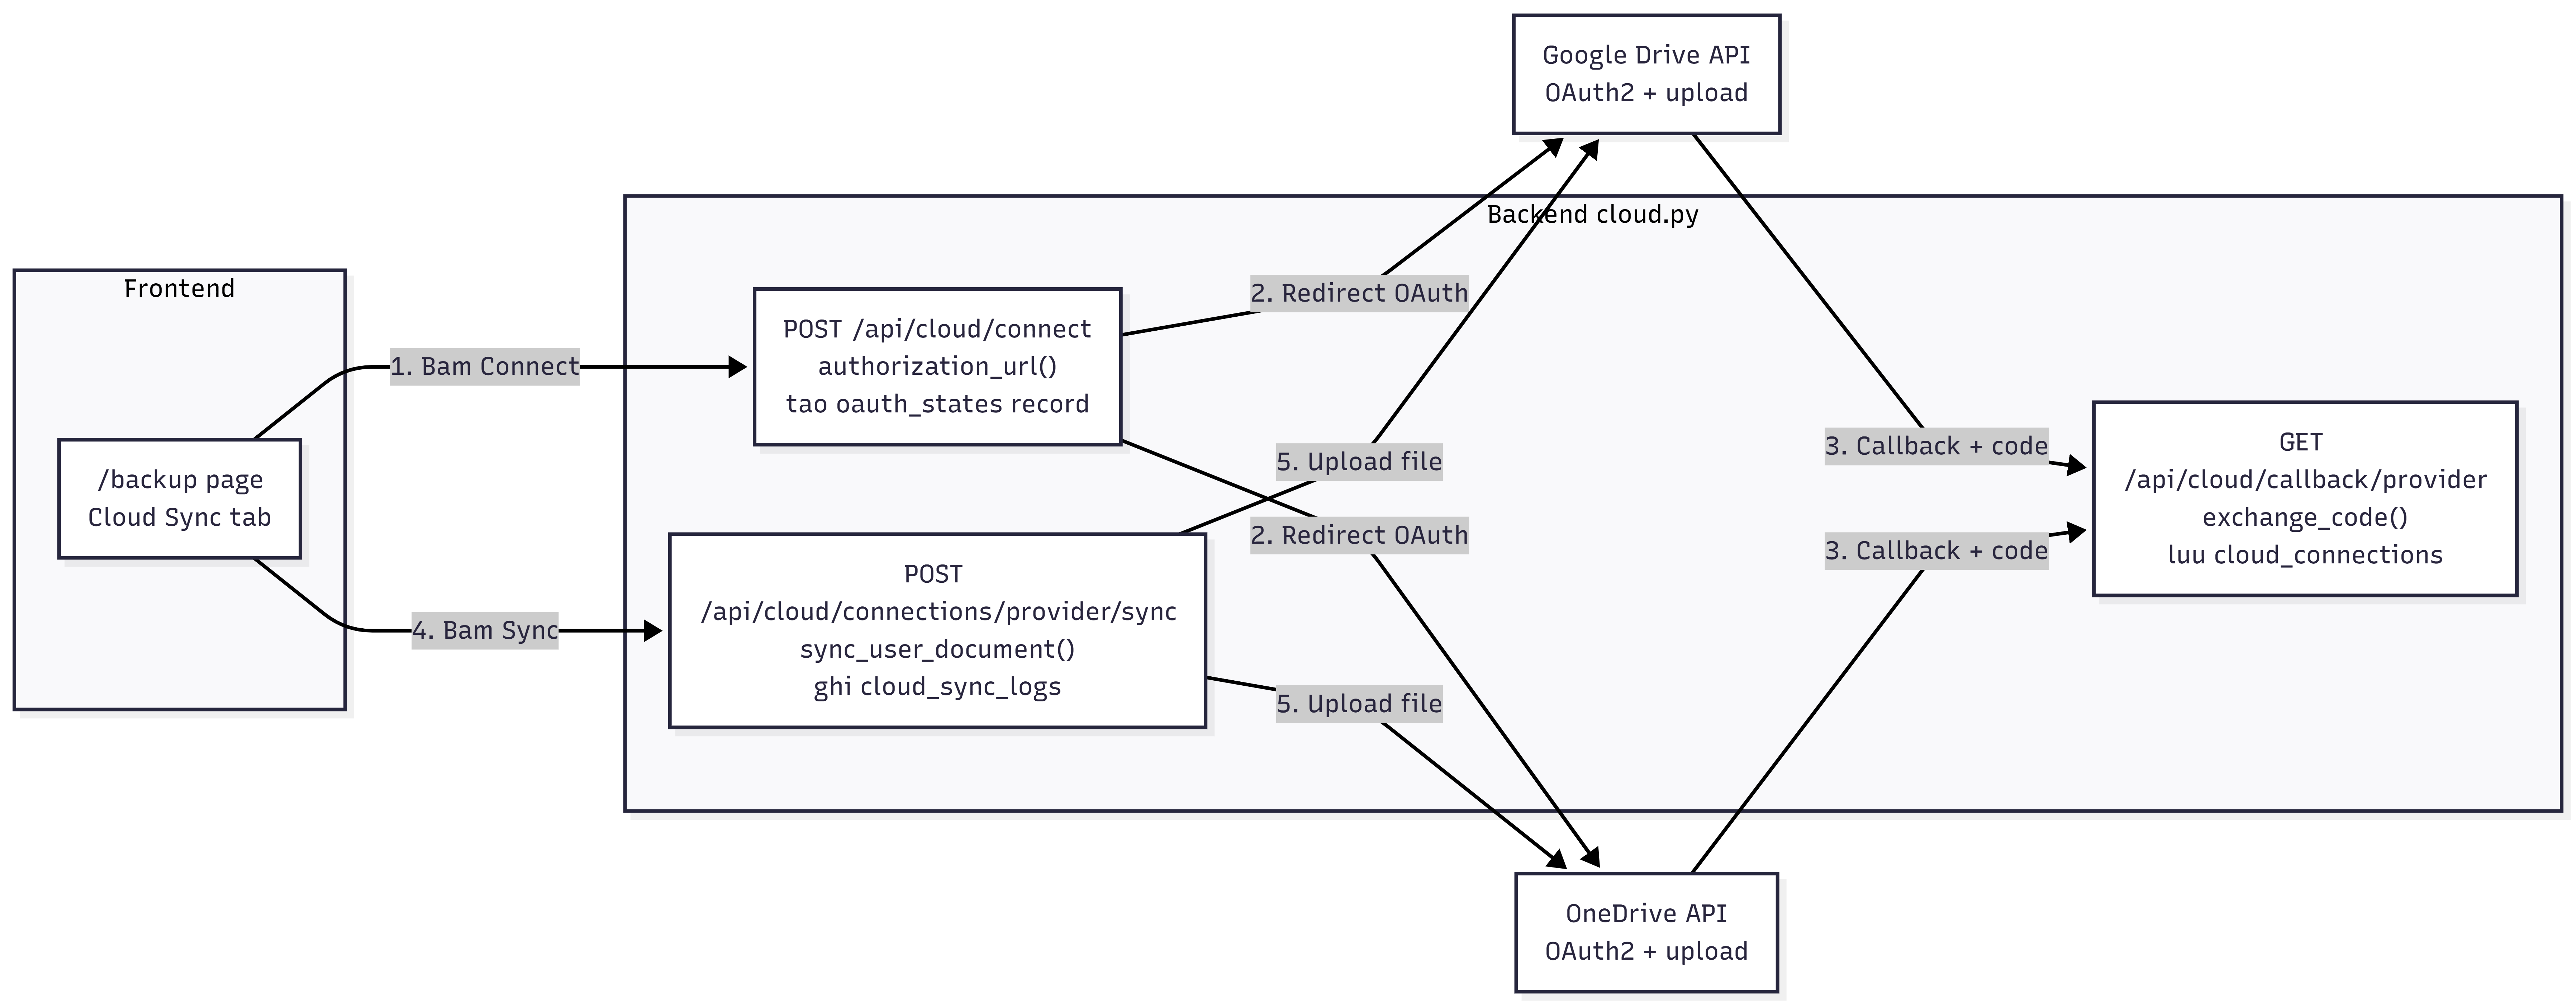 Google Drive API
OAuth2 + upload
Backend cloud.py
Frontend
/backup page
Cloud Sync tab
1. Bam Connect
4. Bam Sync
POST /api/cloud/connect
authorization_url()
tao oauth_states record
POST
/api/cloud/connections/provider/sync
sync_user_document()
ghi cloud_sync_logs
2. Redirect OAuth
5. Upload file
2. Redirect OAuth
5. Upload file
3. Callback + code
3. Callback + code
GET
/api/cloud/callback/provider
exchange_code()
luu cloud_connections
OneDrive API
OAuth2 + upload